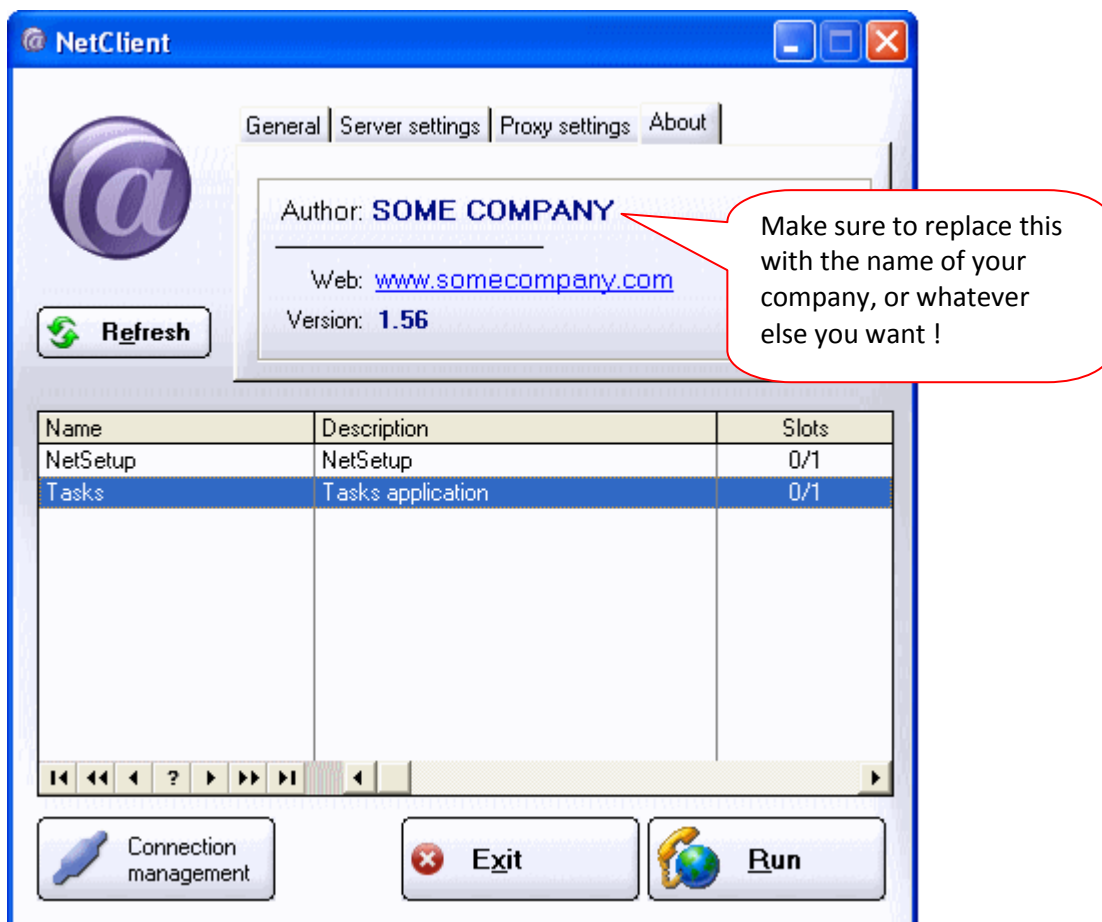 NetClient
General Server settings Proxy settings About
Author: SOME COMPANY
Web: www.somecompany.com
Version: 1.56
Make sure to replace this
with the name of your
company, or whatever
else you want !
Refresh
Name Description Slots
NetSetup NetSetup 0/1
Tasks Tasks application 0/1
?
Connection
management
Exit
Run